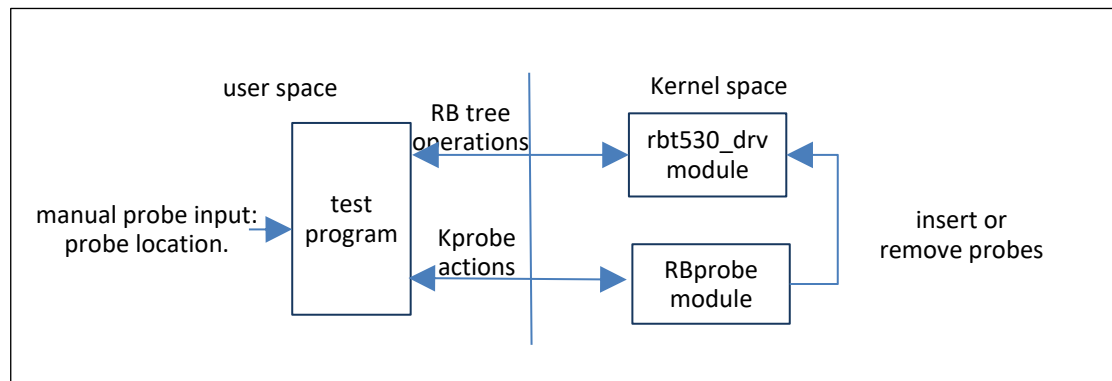 user space
Kernel space
RB tree
operations
rbt530_drv
module
manual probe input:
probe location.
test
program
insert or
remove probes
Kprobe
actions
RBprobe
module